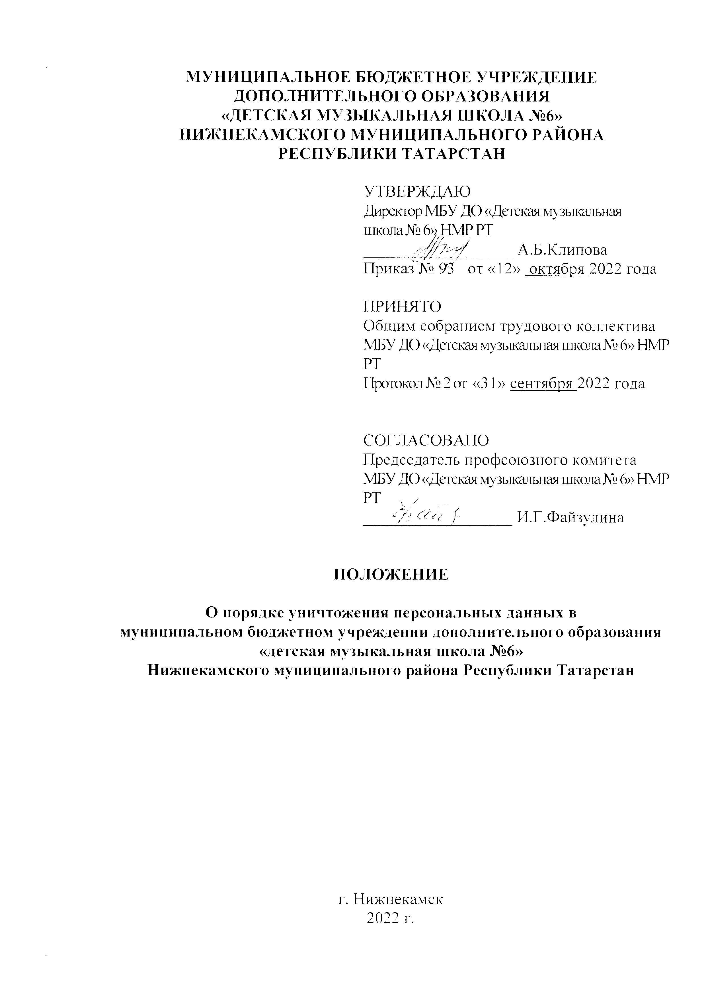 МУНИЦИПАЛЬНОЕ БЮДЖЕТНОЕ УЧРЕЖДЕНИЕ
ДОПОЛНИТЕЛЬНОГО ОБРАЗОВАНИЯ
«ДЕТСКАЯ МУЗЫКАЛЬНАЯ ШКОЛА №6»
НИЖНЕКАМСКОГО МУНИЦИПАЛЬНОГО РАЙОНА
РЕСПУБЛИКИ ТАТАРСТАН
УТВЕРЖДАЮ
Директор МБУ ДО «Детская музыкальная
школа № 6» НМР РТ
А.Б.Клипова
Приказ № 93 от «12» октября 2022 года
ПРИНЯТО
Общим собранием трудового коллектива
МБУ ДО «Детская музыкальная школа № 6» НМР
РТ
Протокол № 2 от «31» сентября 2022 года
СОГЛАСОВАНО
Председатель профсоюзного комитета
МБУ ДО «Детская музыкальная школа № 6» НМР
РТ
И.Г.Файзулина
ПОЛОЖЕНИЕ
О порядке уничтожения персональных данных в
муниципальном бюджетном учреждении дополнительного образования
«детская музыкальная школа №6»
Нижнекамского муниципального района Республики Татарстан
г. Нижнекамск
2022 г.